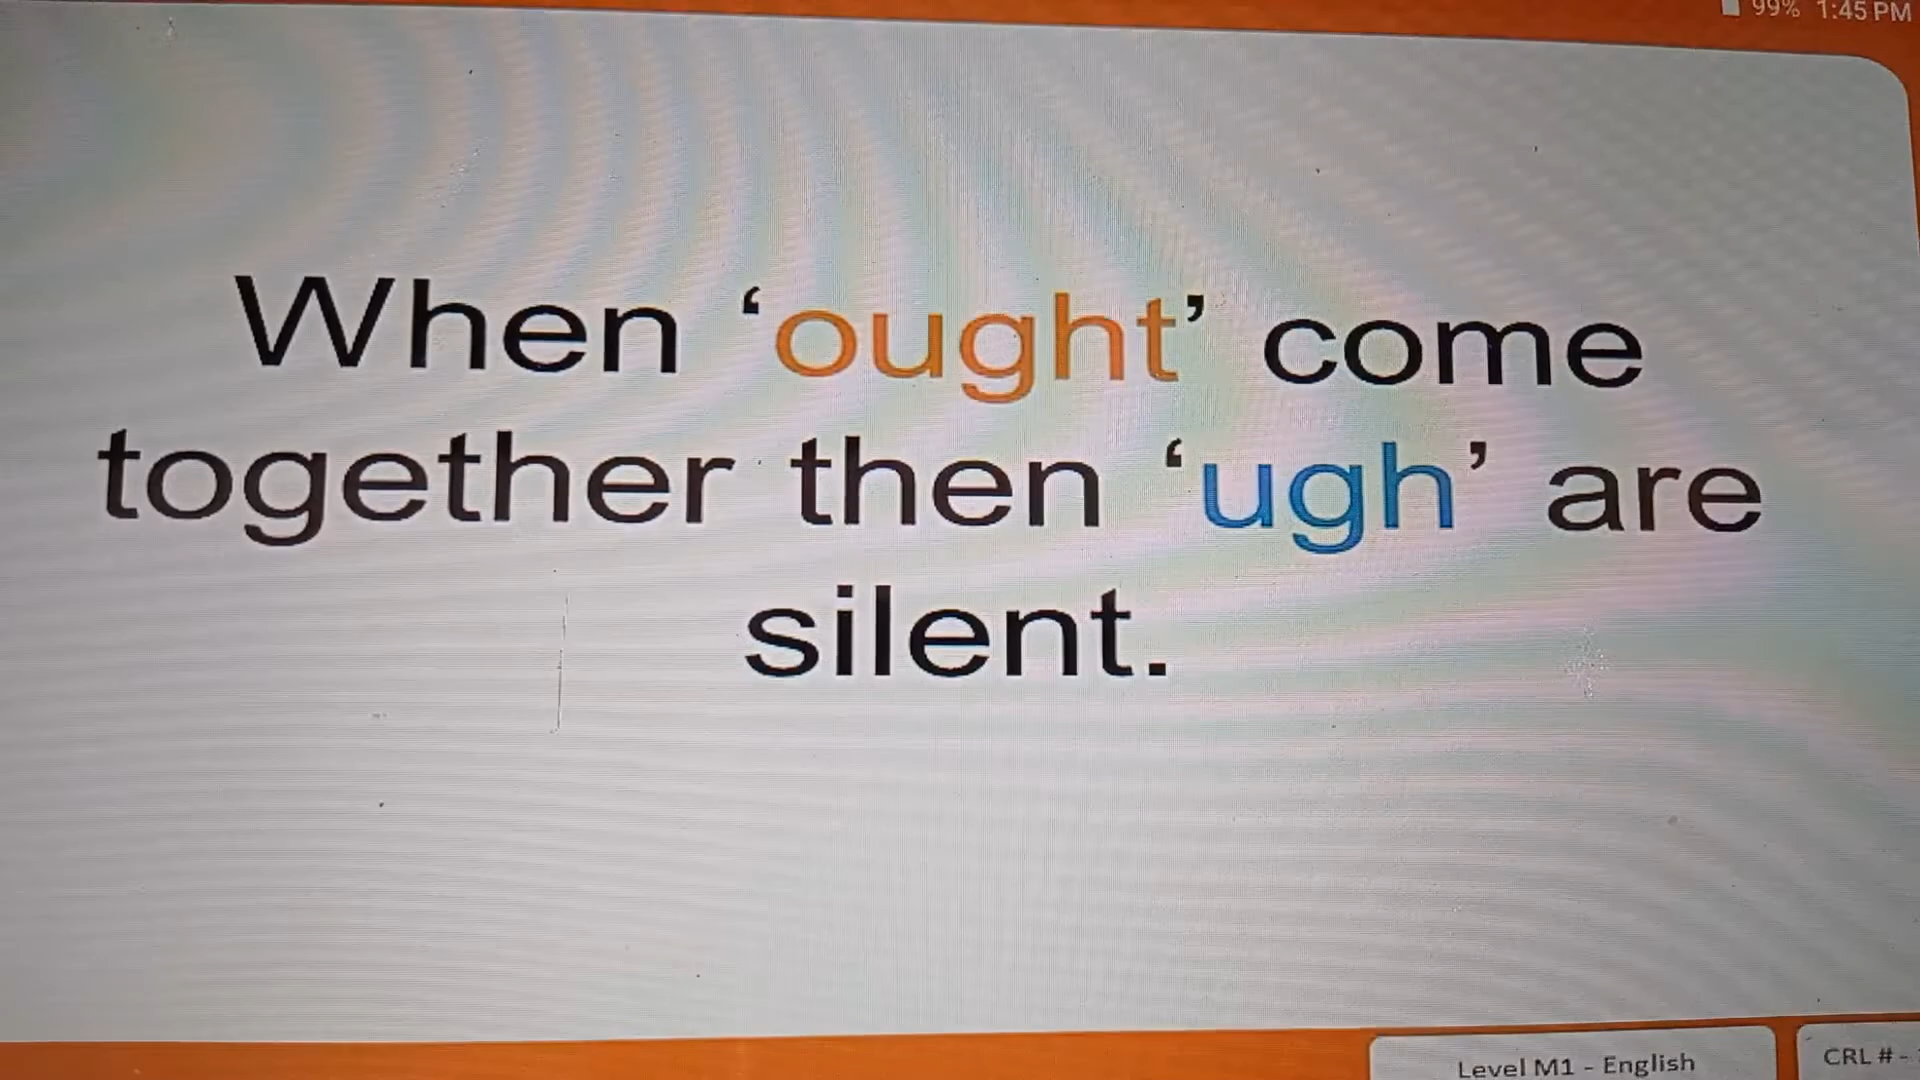 99% 1:45 PM
When ‘ought’ come
together then ‘ugh’ are
silent.
Level M1 - English
CRL # -